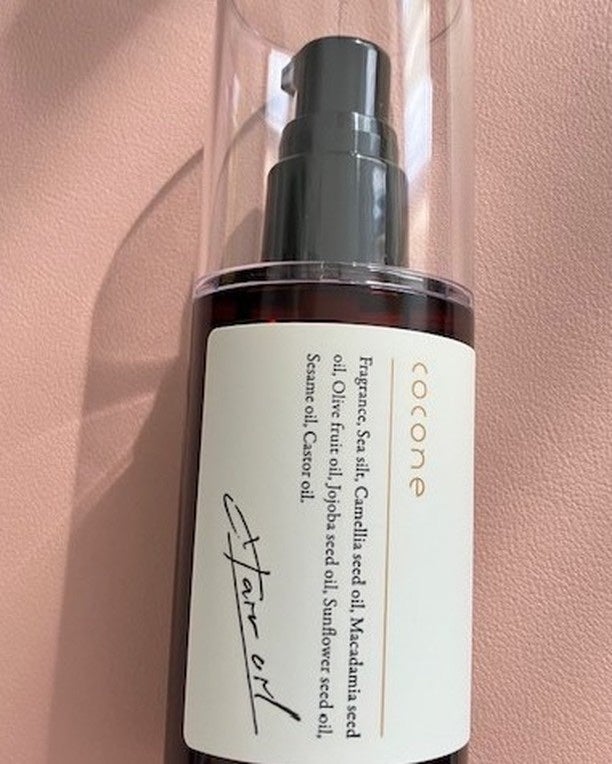 cocone
Fragrance, Sea silt, Camellia seed oil, Macadamia seed
oil, Olive fruit oil, Jojoba seed oil, Sunflower seed oil,
Sesame oil, Castor oil.
Hair oil